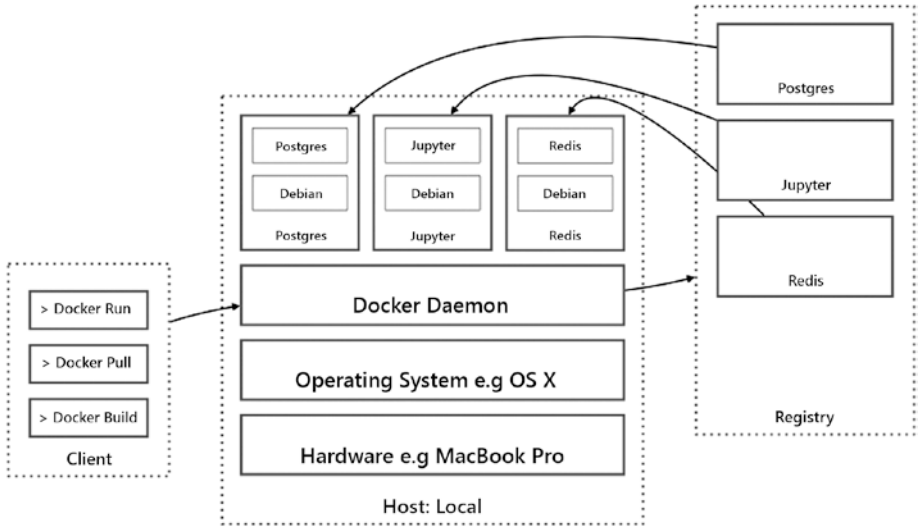 Postgres
Jupyter
Redis
Registry
Postgres
Debian
Postgres
Jupyter
Debian
Jupyter
Redis
Debian
Redis
Docker Daemon
Operating System e.g OS X
Hardware e.g MacBook Pro
Host: Local
> Docker Run
> Docker Pull
> Docker Build
Client